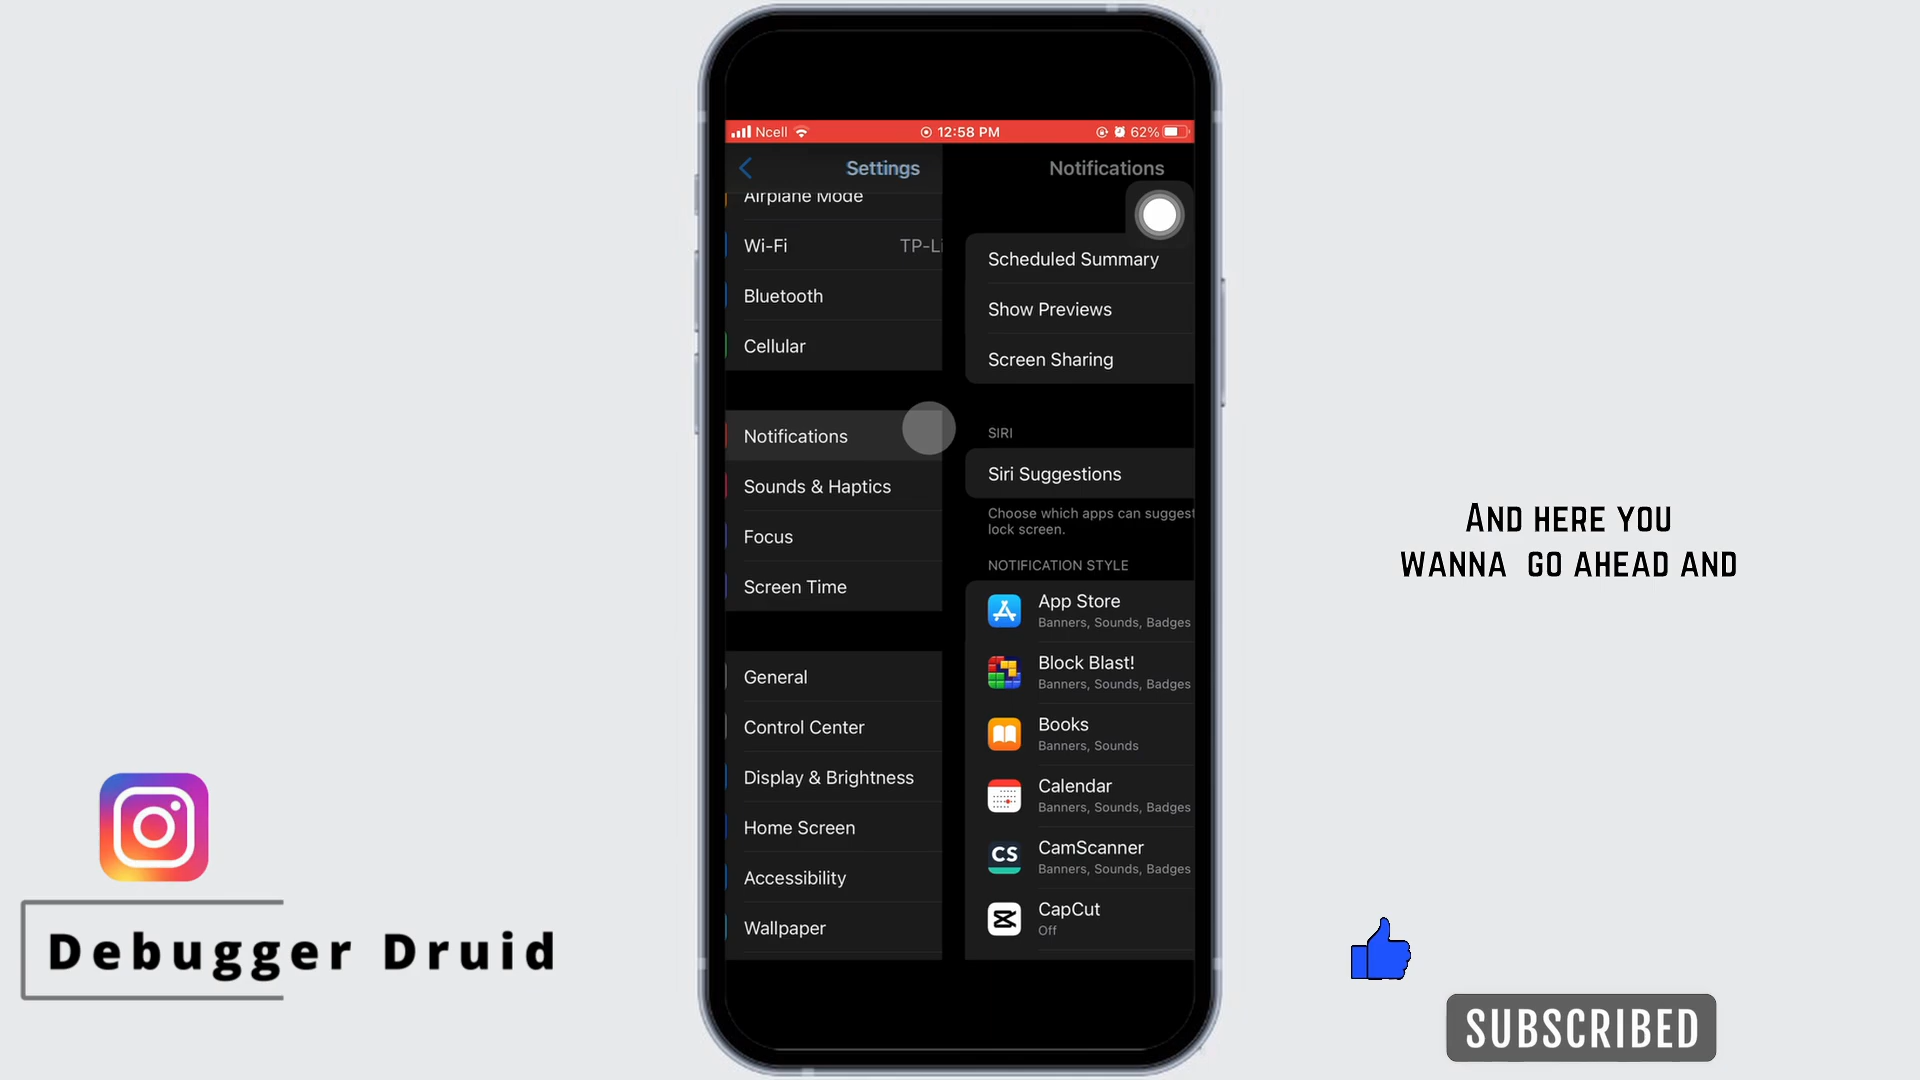 Ncell
12:58 PM
62%
Settings
Airplane Mode
Wi-Fi
TP-Li
Bluetooth
Cellular
Notifications
Sounds & Haptics
Focus
Screen Time
General
Control Center
Display & Brightness
Home Screen
Accessibility
Wallpaper
Notifications
Scheduled Summary
Show Previews
Screen Sharing
SIRI
Siri Suggestions
Choose which apps can suggest
lock screen.
NOTIFICATION STYLE
App Store
Banners, Sounds, Badges
Block Blast!
Banners, Sounds, Badges
Books
Banners, Sounds
Calendar
Banners, Sounds, Badges
CS
CamScanner
Banners, Sounds, Badges
CapCut
Off
AND HERE YOU
WANNA GO AHEAD AND
Debugger Druid
SUBSCRIBED